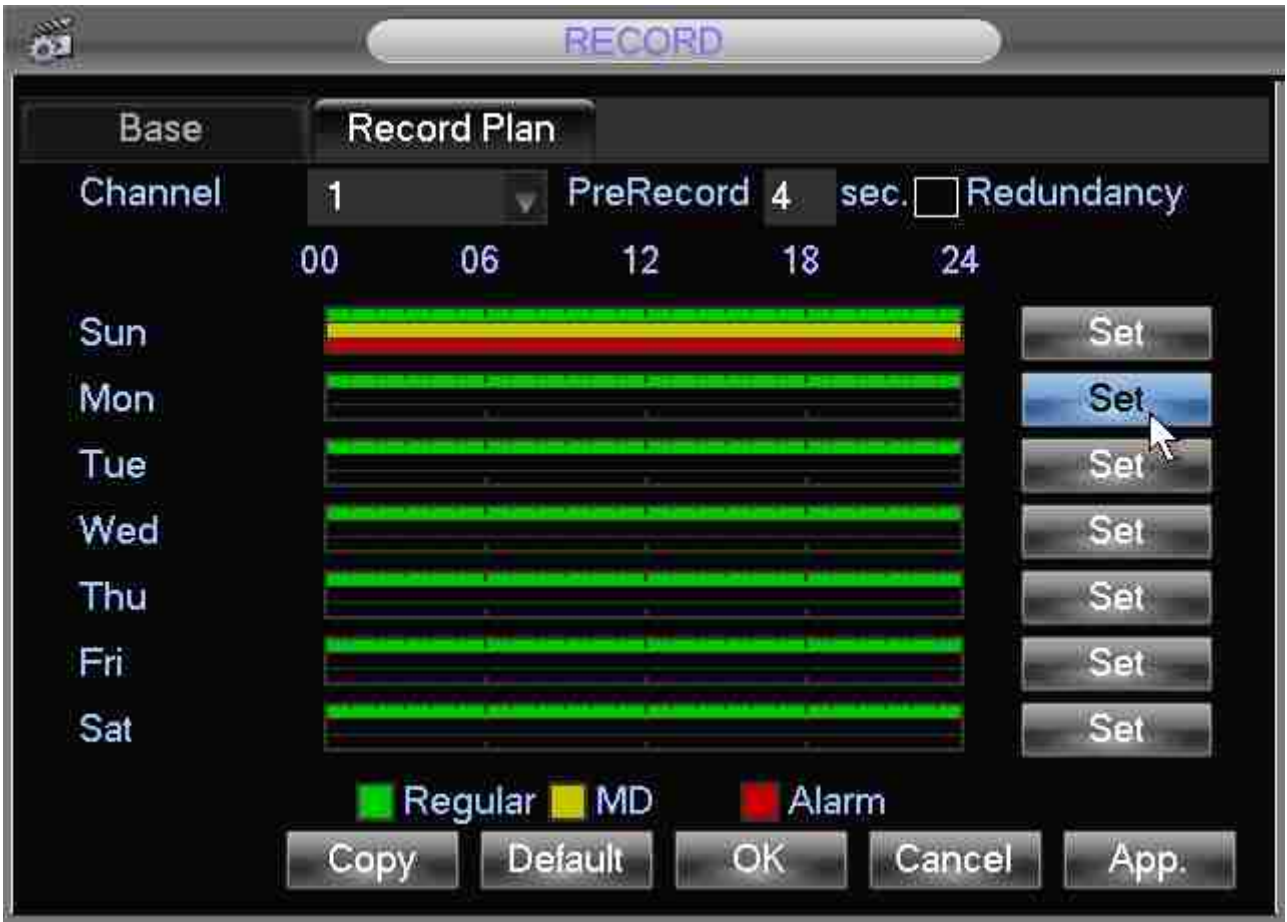 RECORD
Base Record Plan
Channel 1 PreRecord 4 sec. Redundancy
00 06 12 18 24
Sun Set
Mon Set
Tue Set
Wed Set
Thu Set
Fri Set
Sat Set
Regular MD Alarm
Copy Default OK Cancel App.